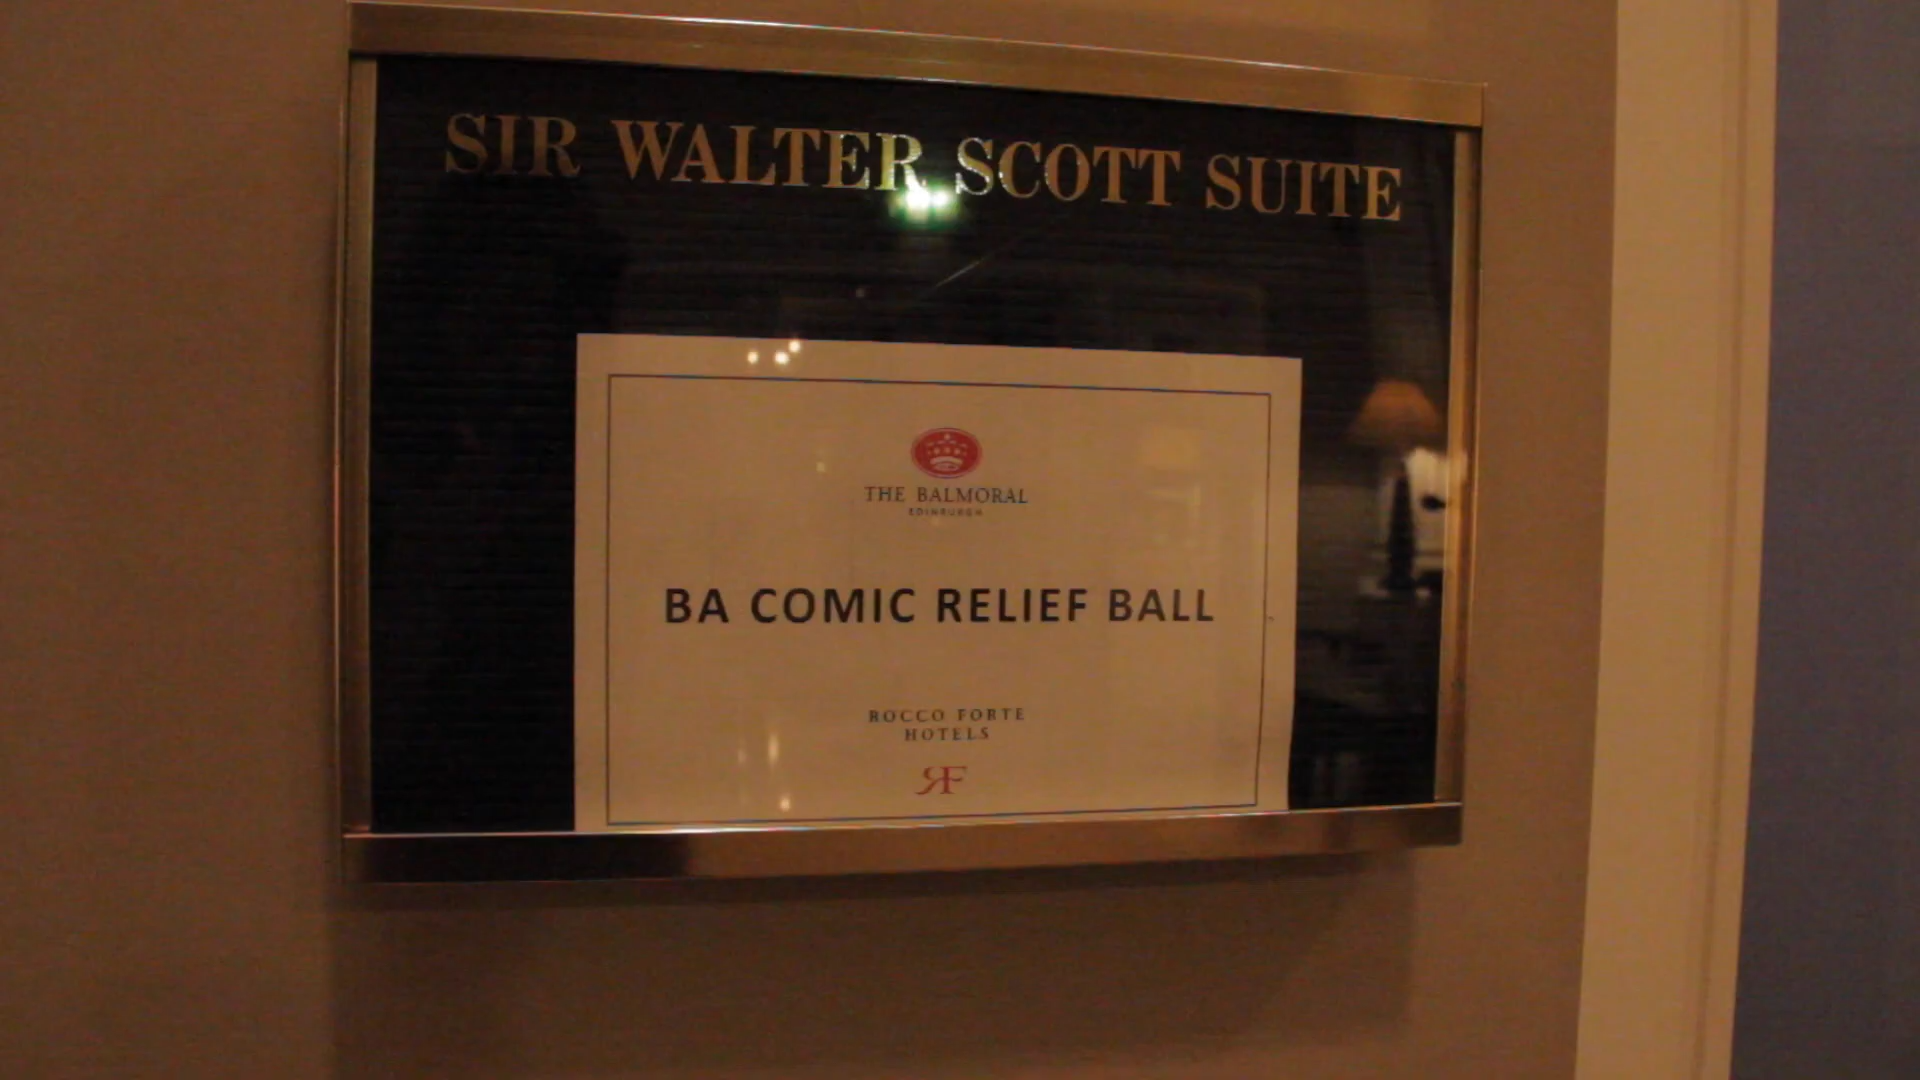 SIR WALTER SCOTT SUITE
THE BALMORAL
EDINBURGH
BA COMIC RELIEF BALL
ROCCO FORTE
HOTELS
RF